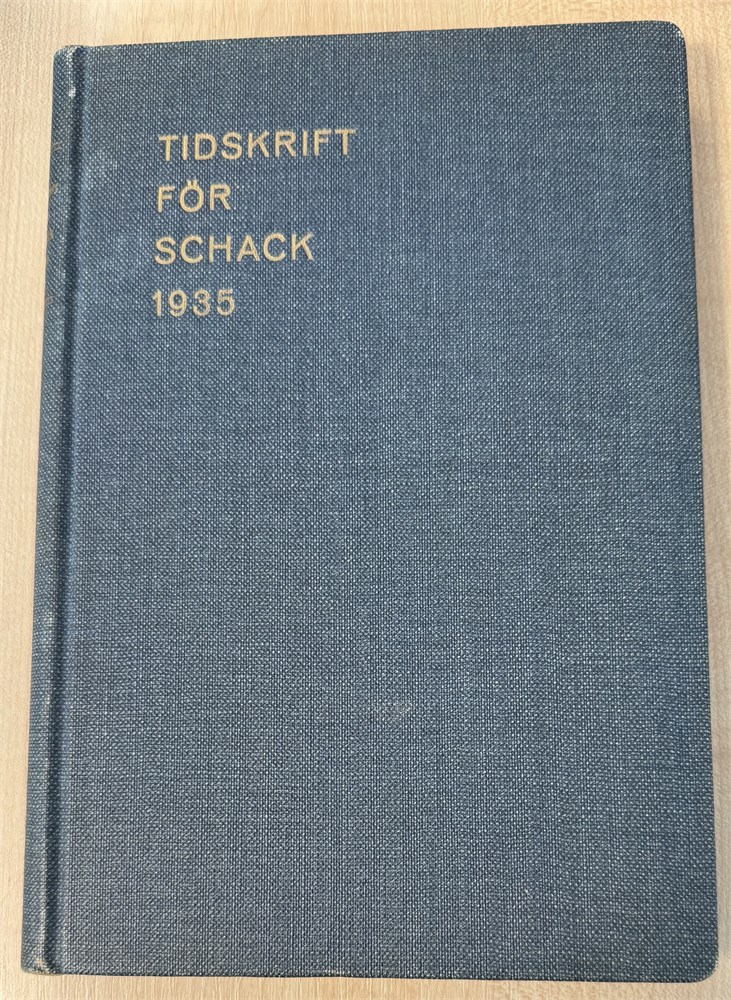 TIDSKRIFT
FÖR
SCHACK
1935